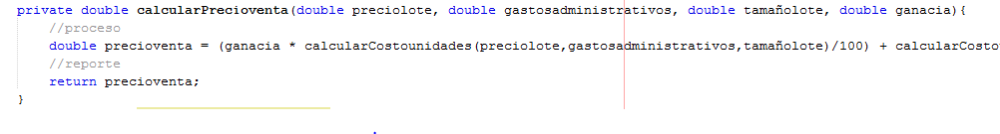 private double calcularPrecioventa(double preciolote, double gastosadministrativos, double tamañolote, double ganacia){
//proceso
double precioventa = (ganacia * calcularCostounidades(preciolote,gastosadministrativos,tamañolote)/100) + calcularCosto
//reporte
return precioventa;
}